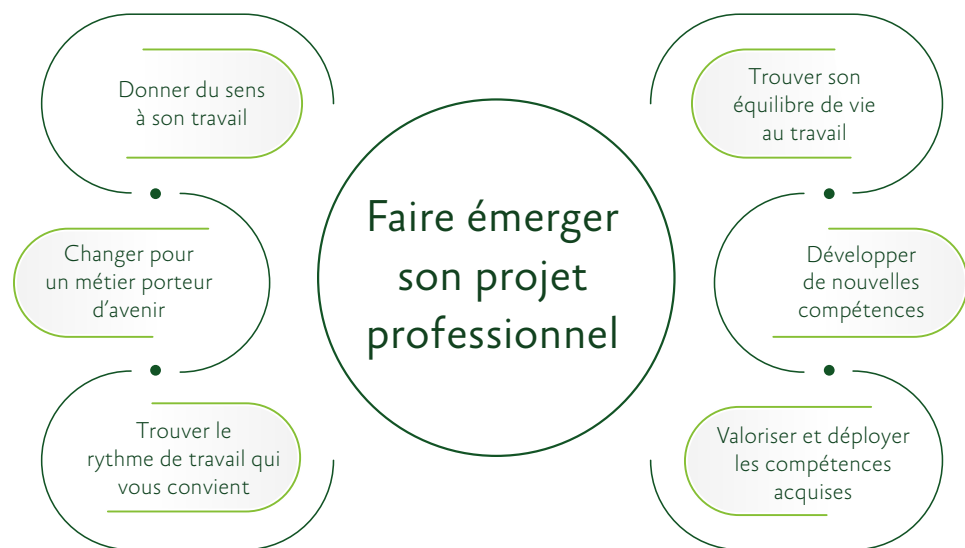 Donner du sens
à son travail
Changer pour
un métier porteur
d’avenir
Trouver le
rythme de travail qui
vous convient
Faire émerger
son projet
professionnel
Trouver son
équilibre de vie
au travail
Développer
de nouvelles
compétences
Valoriser et déployer
les compétences
acquises